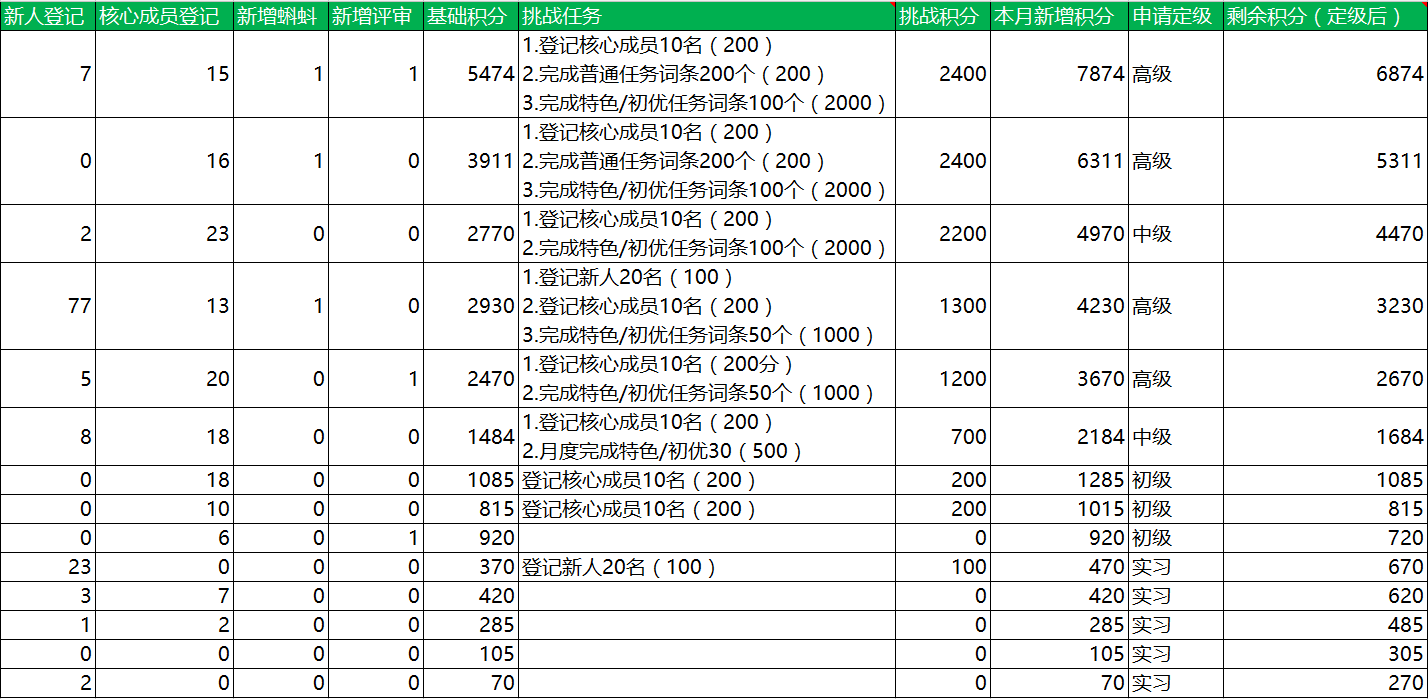 新人登记 核心成员登记 新增蝌蚪 新增评审 基础积分 挑战任务 挑战积分 本月新增积分 申请定级 剩余积分（定级后）
7 15 1 1 5474 1.登记核心成员10名（200） 2400 7874 高级 6874
2.完成普通任务词条200个（200）
3.完成特色/初优任务词条100个（2000）
0 16 1 0 3911 1.登记核心成员10名（200） 2400 6311 高级 5311
2.完成普通任务词条200个（200）
3.完成特色/初优任务词条100个（2000）
2 23 0 0 2770 1.登记核心成员10名（200） 2200 4970 中级 4470
2.完成特色/初优任务词条100个（2000）
77 13 1 0 2930 1.登记新人20名（100） 1300 4230 高级 3230
2.登记核心成员10名（200）
3.完成特色/初优任务词条50个（1000）
5 20 0 1 2470 1.登记核心成员10名（200分） 1200 3670 高级 2670
2.完成特色/初优任务词条50个（1000）
8 18 0 0 1484 1.登记核心成员10名（200） 700 2184 中级 1684
2.月度完成特色/初优30（500）
0 18 0 0 1085 登记核心成员10名（200） 200 1285 初级 1085
0 10 0 0 815 登记核心成员10名（200） 200 1015 初级 815
0 6 0 1 920 0 920 初级 720
23 0 0 0 370 登记新人20名（100） 100 470 实习 670
3 7 0 0 420 0 420 实习 620
1 2 0 0 285 0 285 实习 485
0 0 0 0 105 0 105 实习 305
2 0 0 0 70 0 70 实习 270